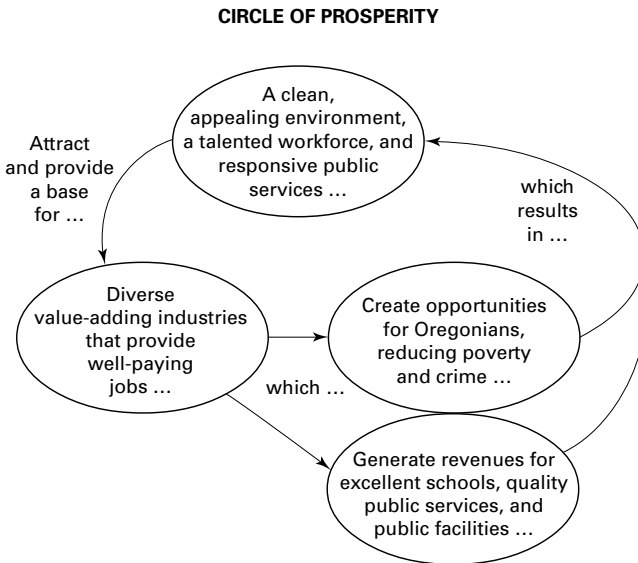 CIRCLE OF PROSPERITY
A clean,
appealing environment,
a talented workforce, and
responsive public
services …
Attract
and provide
a base
for …
which
results
in …
Diverse
value-adding industries
that provide
well-paying
jobs …
Create opportunities
for Oregonians,
reducing poverty
and crime …
which …
Generate revenues for
excellent schools, quality
public services, and
public facilities …